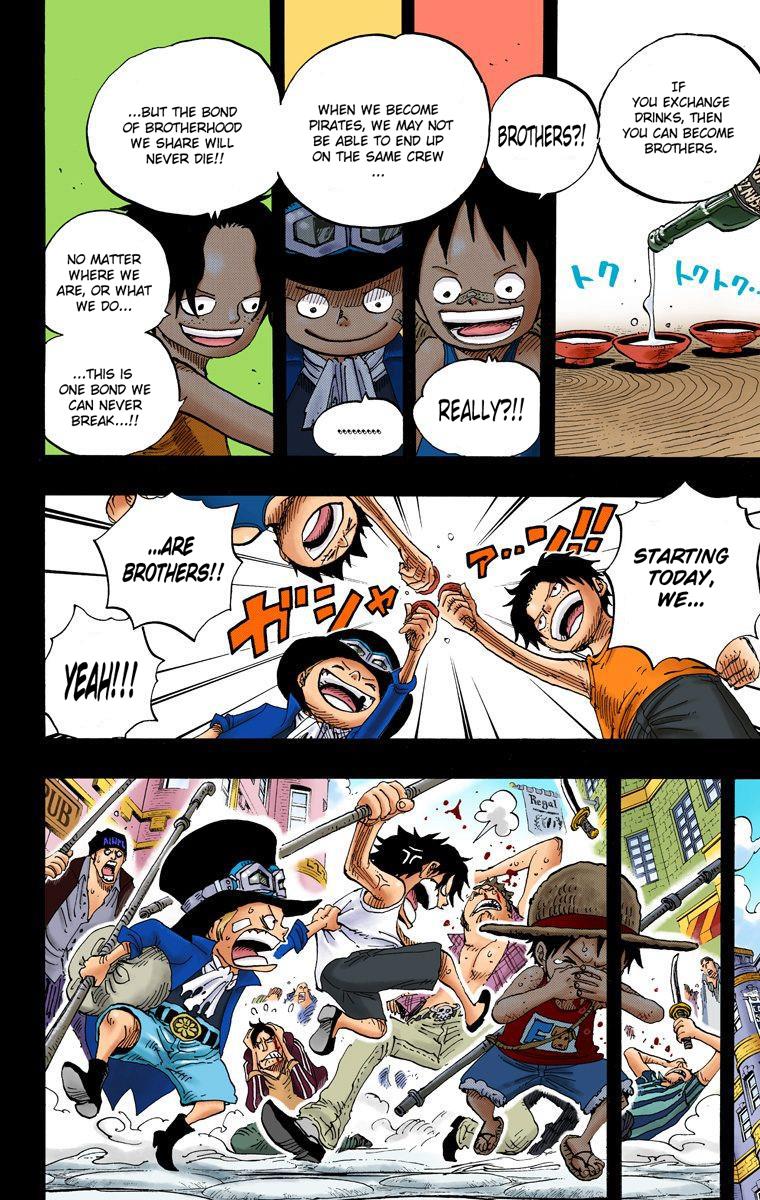 IF
YOU EXCHANGE
DRINKS, THEN
YOU CAN BECOME
BROTHERS.
トク
トクトク...
BROTHERS?!
REALLY?!!
WHEN WE BECOME
PIRATES, WE MAY NOT
BE ABLE TO END UP
ON THE SAME CREW
...
..........
...BUT THE BOND
OF BROTHERHOOD
WE SHARE WILL
NEVER DIE!!
NO MATTER
WHERE WE
ARE, OR WHAT
WE DO...
...THIS IS
ONE BOND WE
CAN NEVER
BREAK...!!
STARTING
TODAY,
WE...
ァ‥ン!!
ガシャ
...ARE
BROTHERS!!
YEAH!!!
Regal
PUB